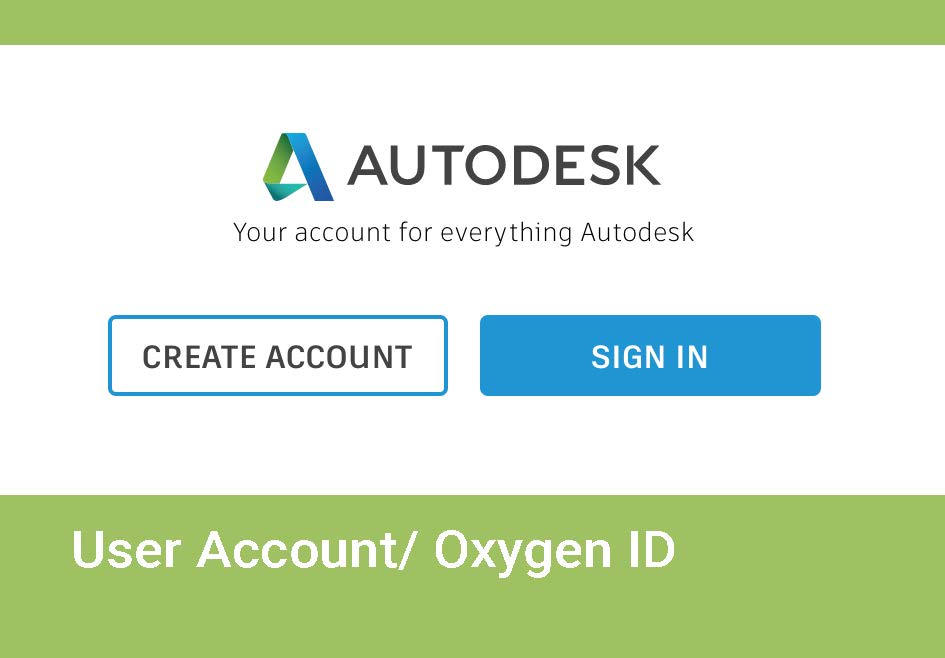 AUTODESK
Your account for everything Autodesk
CREATE ACCOUNT
SIGN IN
User Account/ Oxygen ID